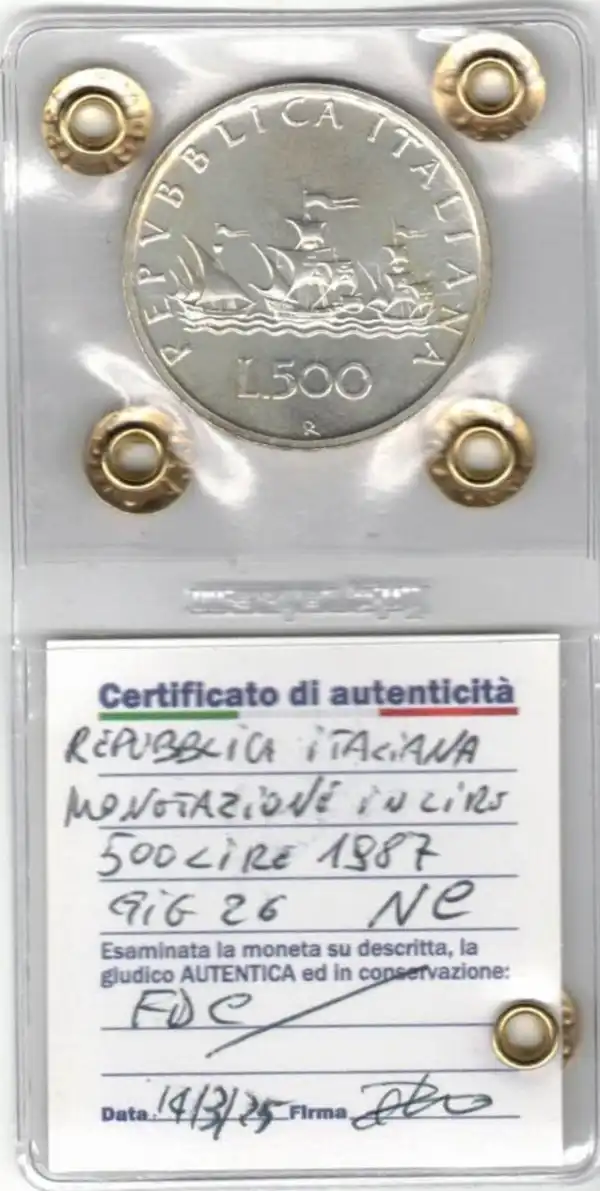 REPVBBLICA ITALIANA
L.500
R
Certificato di autenticità
REPUBBLICA ITALIANA
MONETAZIONE IN LIRE
500 LIRE 1987
GIG 26 NC
Esaminata la moneta su descritta, la
giudico AUTENTICA ed in conservazione:
FDC
Data 14/3/25 Firma